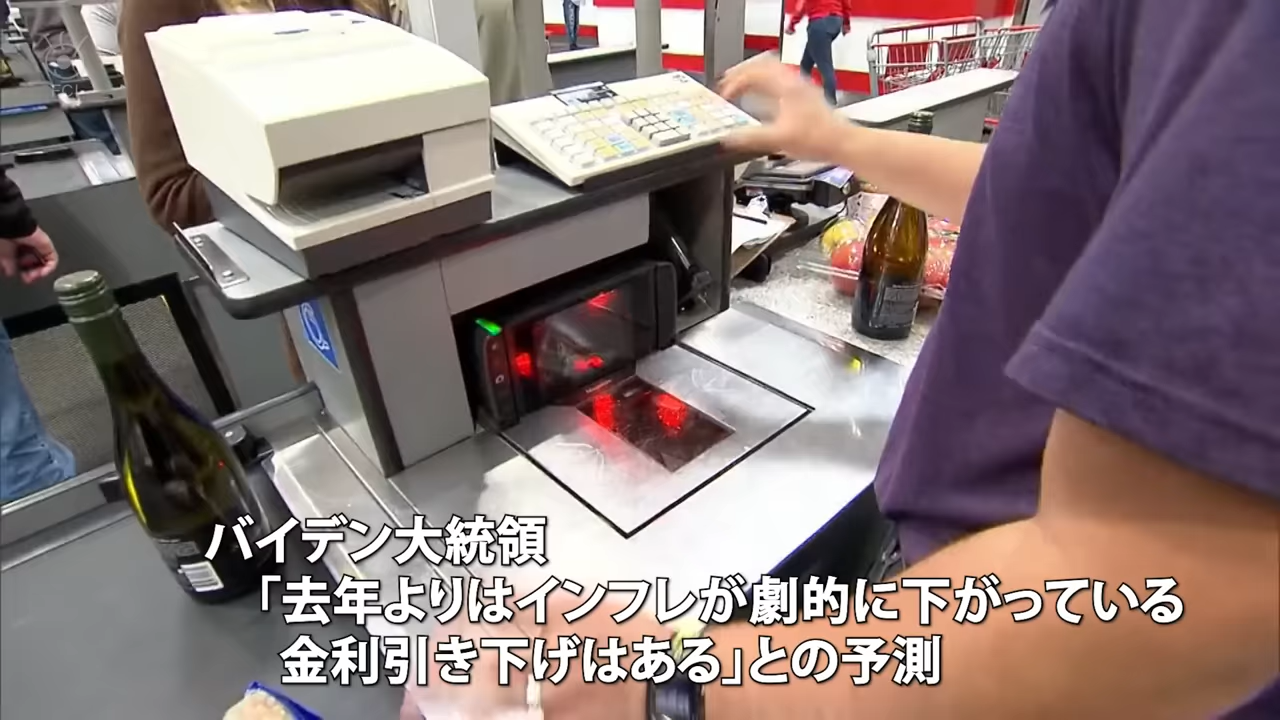 バイデン大統領
「去年よりはインフレが劇的に下がっている
金利引き下げはある」との予測